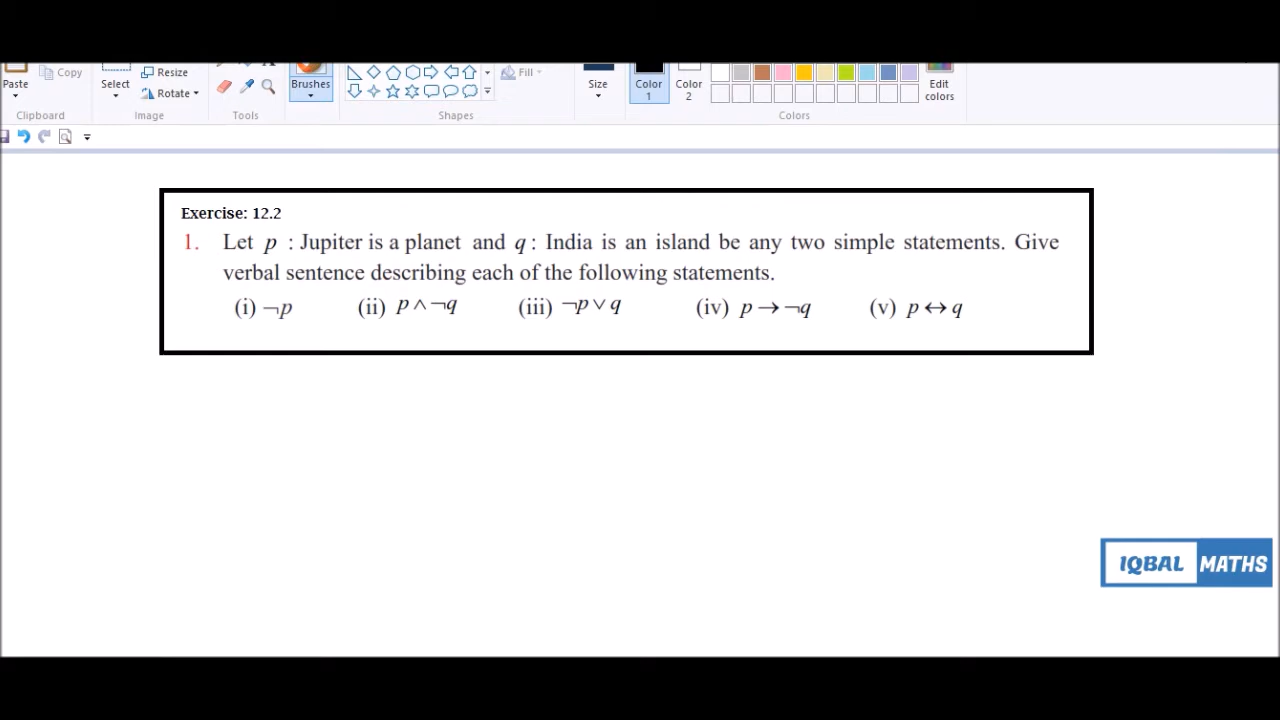 Paste
Copy
Select
Resize
Rotate
Brushes
Fill
Size
Color 1
Color 2
Edit colors
Clipboard
Image
Tools
Shapes
Colors
Exercise: 12.2
1. Let p : Jupiter is a planet and q : India is an island be any two simple statements. Give
verbal sentence describing each of the following statements.
(i) ¬p (ii) p ∧ ¬q (iii) ¬p ∨ q (iv) p → ¬q (v) p ↔ q
IQBAL MATHS